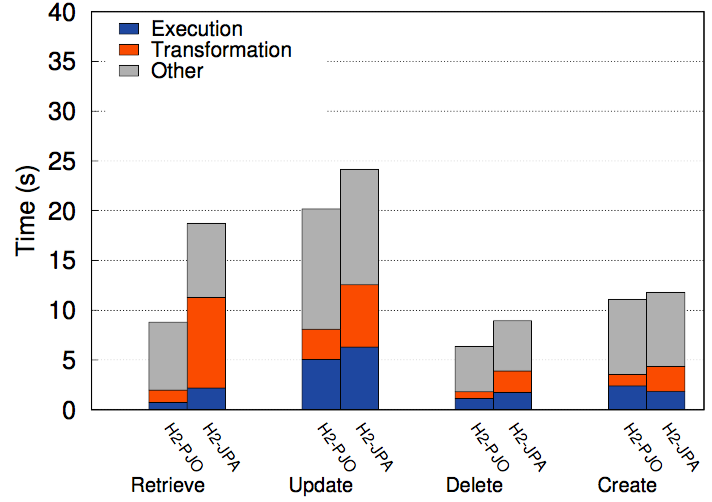 Execution
Transformation
Other
Time (s)
40
35
30
25
20
15
10
5
0
H2-PJO H2-JPA H2-PJO H2-JPA H2-PJO H2-JPA H2-PJO H2-JPA
Retrieve Update Delete Create